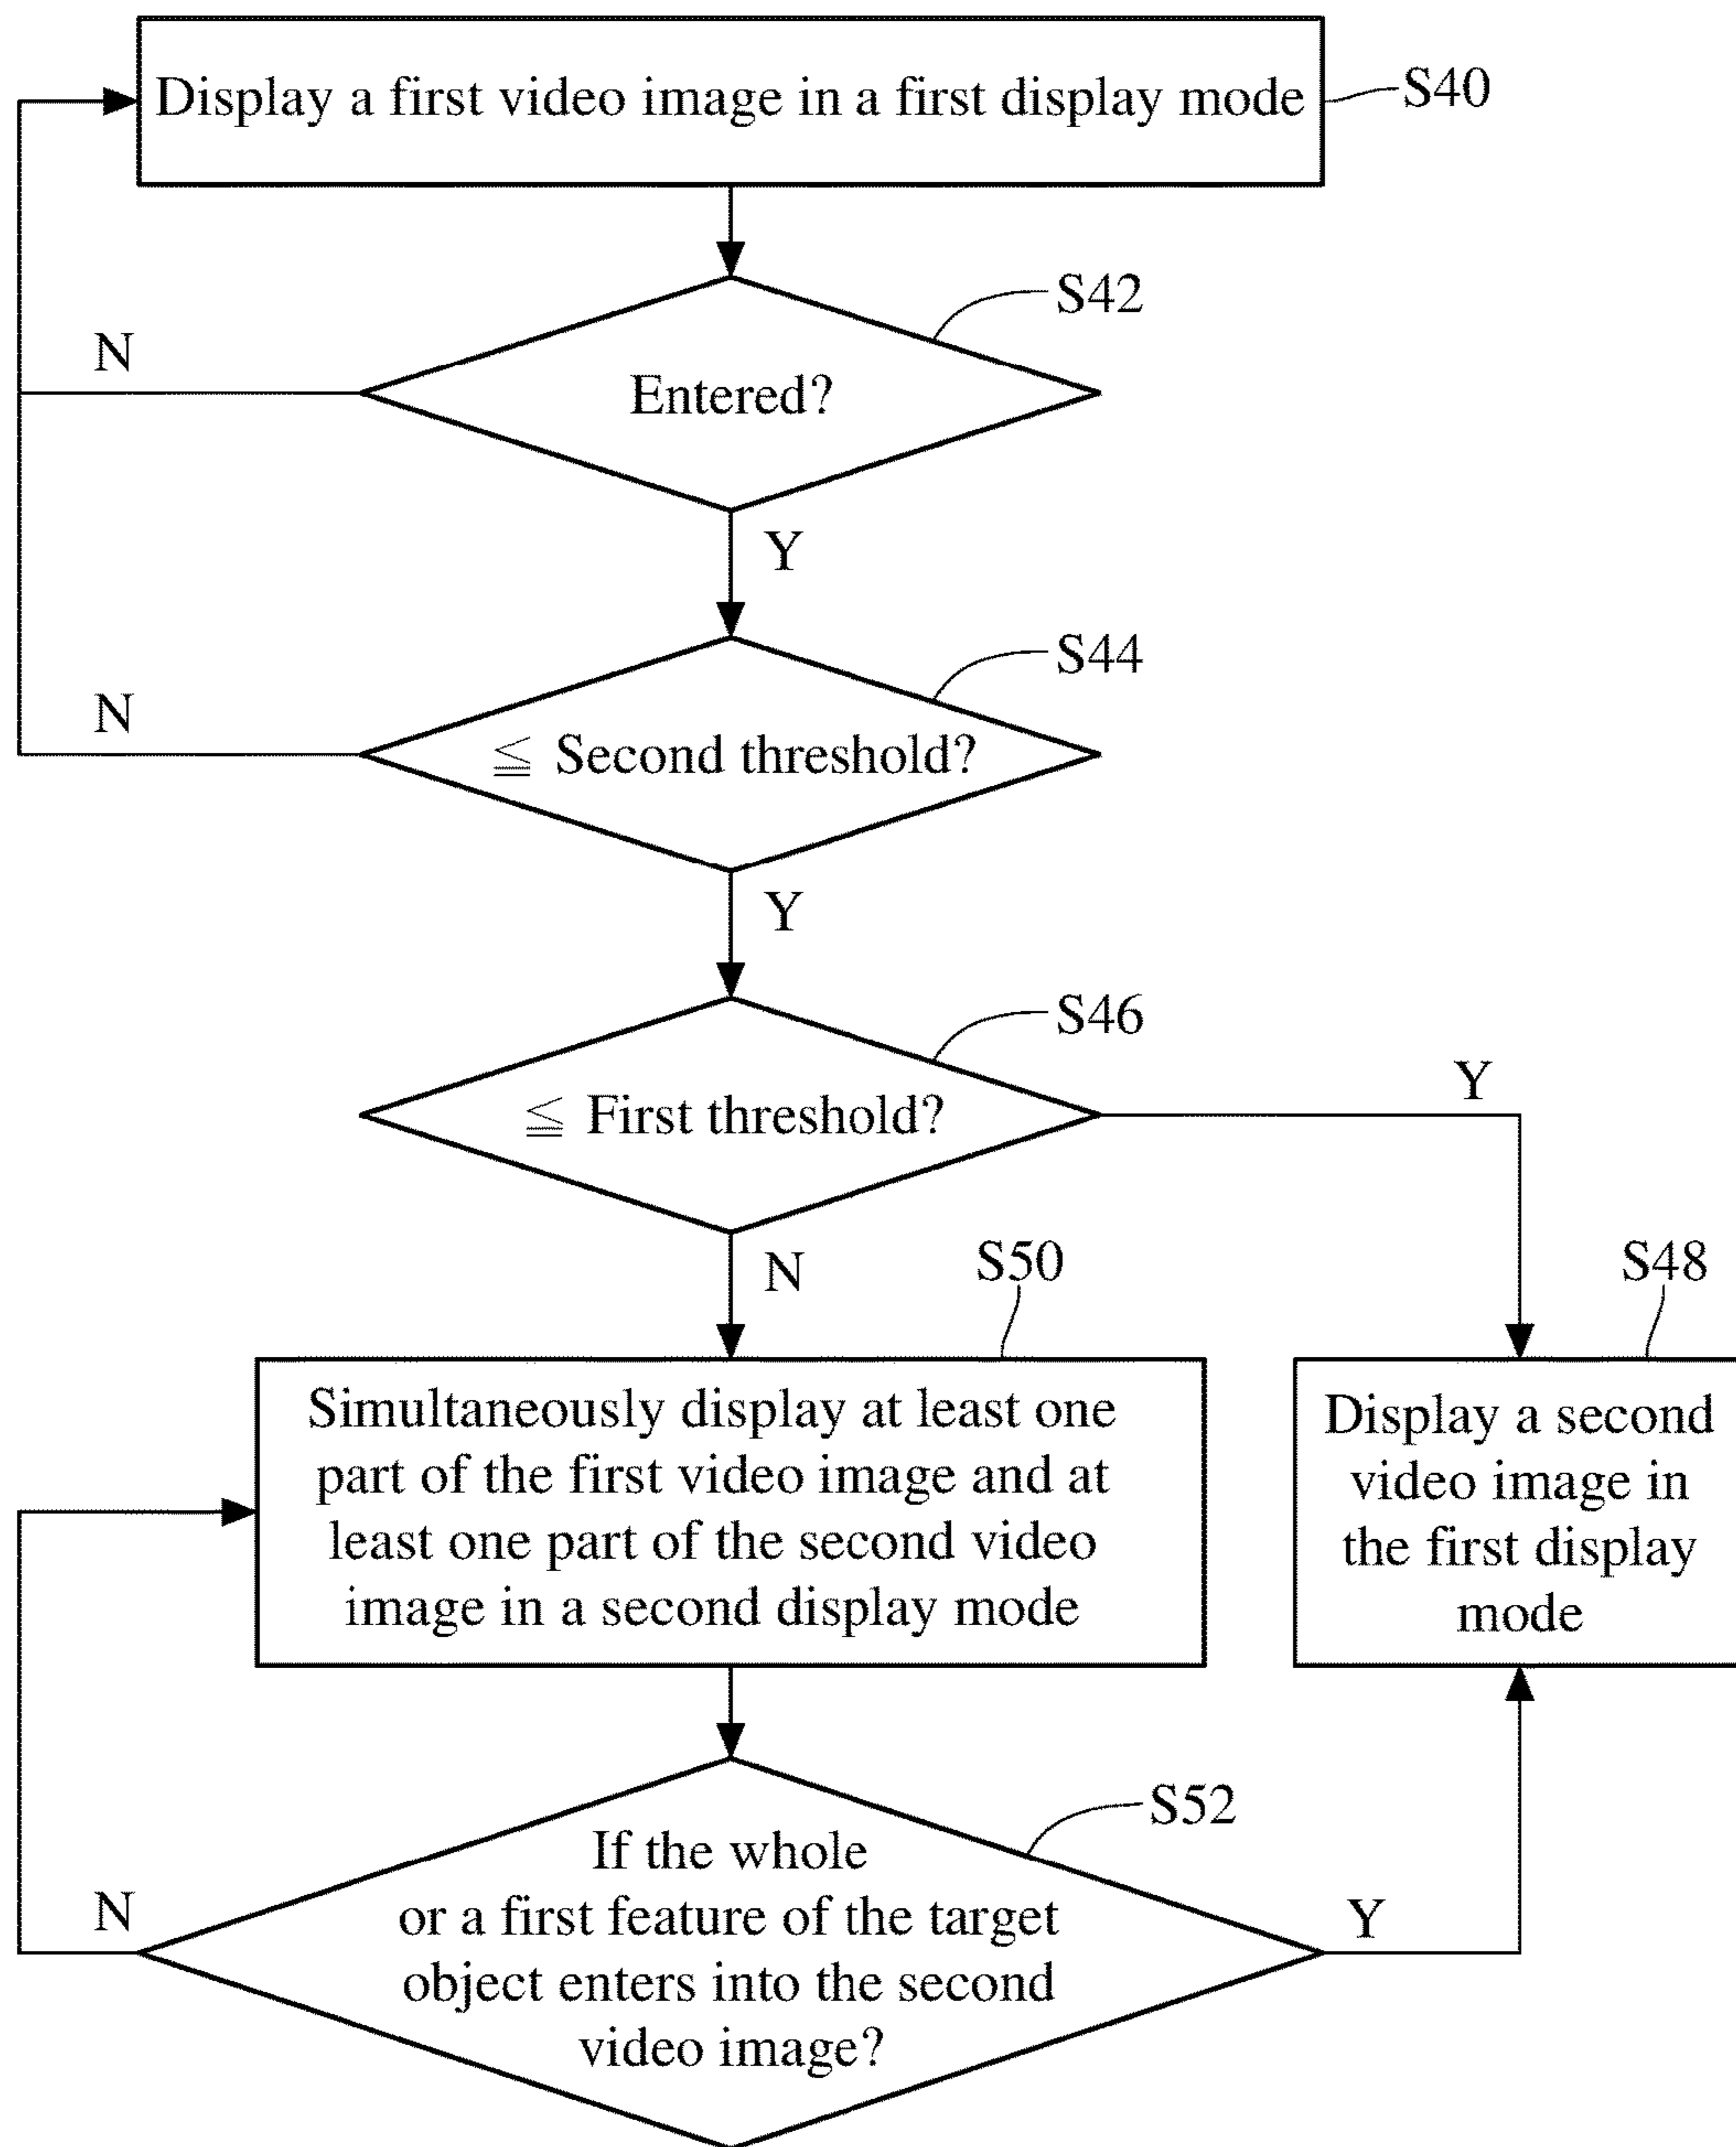 Display a first video image in a first display mode
S40
S42
N
Entered?
Y
S44
N
≦ Second threshold?
Y
S46
Y
≦ First threshold?
N
S50
S48
Simultaneously display at least one
part of the first video image and at
least one part of the second video
image in a second display mode
Display a second
video image in
the first display
mode
S52
If the whole
or a first feature of the target
object enters into the second
video image?
N
Y